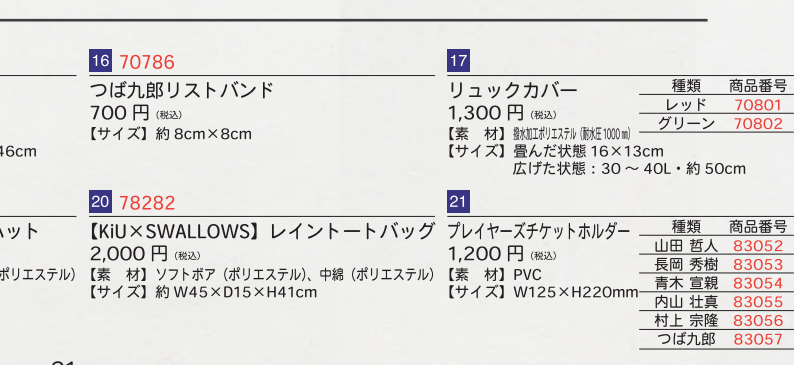 46cm
ット
ポリエステル）
16 70786
つば九郎リストバンド
700 円（税込）
【サイズ】約 8cm×8cm
17
リュックカバー
1,300 円（税込）
【素　材】撥水加工ポリエステル（耐水圧1000㎜）
【サイズ】畳んだ状態 16×13cm
広げた状態：30 ～ 40L・約 50cm
種類 商品番号
レッド 70801
グリーン 70802
20 78282
【KiU×SWALLOWS】レイントートバッグ
2,000 円（税込）
【素　材】ソフトボア（ポリエステル）、中綿（ポリエステル）
【サイズ】約 W45×D15×H41cm
21
プレイヤーズチケットホルダー
1,200 円（税込）
【素　材】PVC
【サイズ】W125×H220mm
種類 商品番号
山田 哲人 83052
長岡 秀樹 83053
青木 宣親 83054
内山 壮真 83055
村上 宗隆 83056
つば九郎 83057